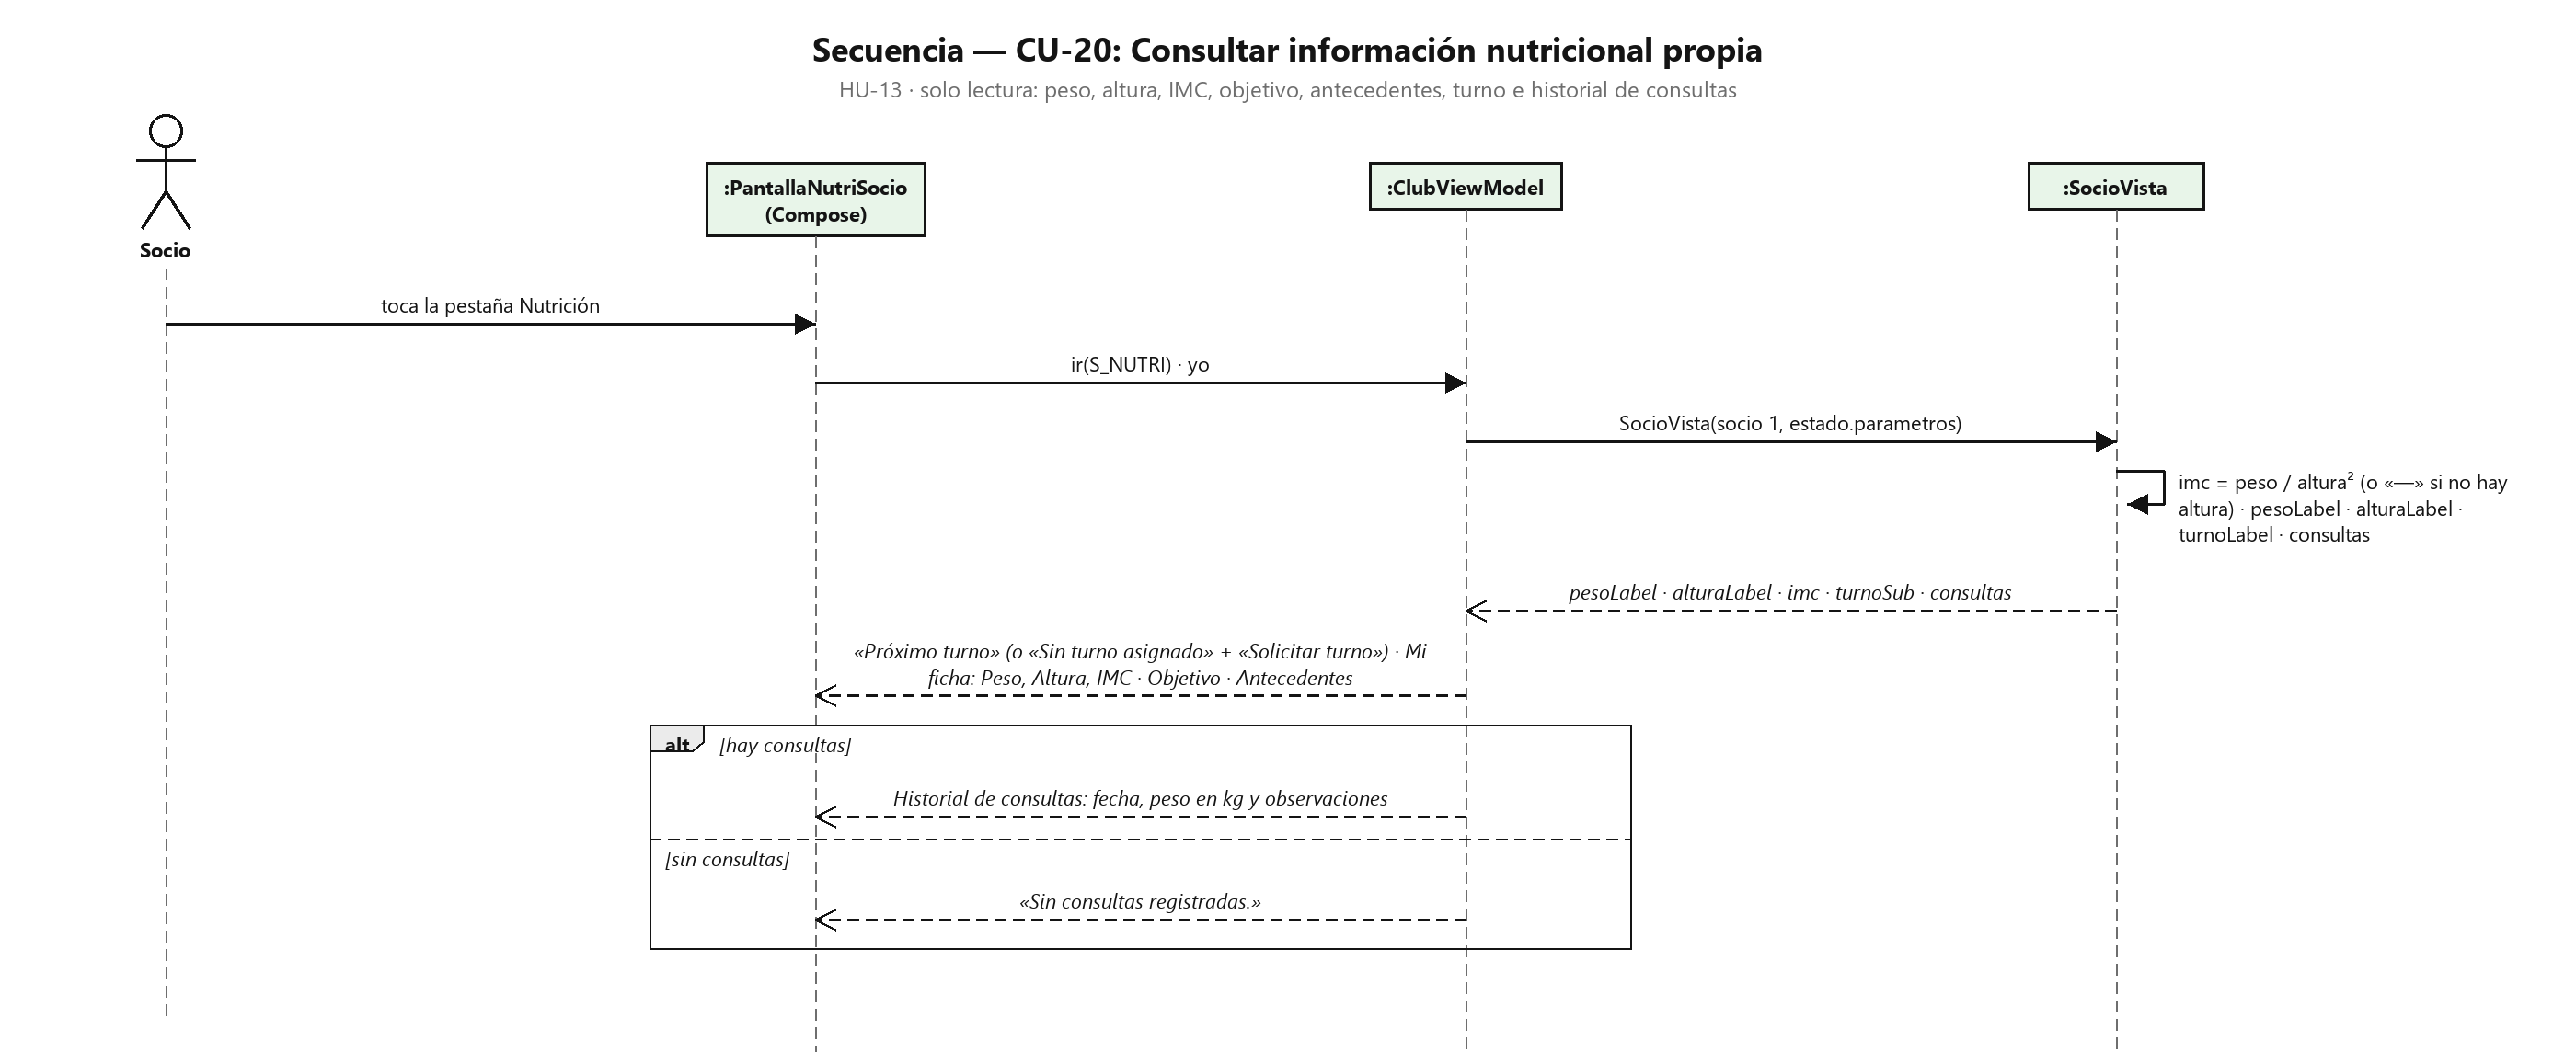 Secuencia — CU-20: Consultar información nutricional propia
HU-13 · solo lectura: peso, altura, IMC, objetivo, antecedentes, turno e historial de consultas
Socio
:PantallaNutriSocio
(Compose)
:ClubViewModel
:SocioVista
toca la pestaña Nutrición
ir(S_NUTRI) · yo
SocioVista(socio 1, estado.parametros)
imc = peso / altura² (o «—» si no hay
altura) · pesoLabel · alturaLabel ·
turnoLabel · consultas
pesoLabel · alturaLabel · imc · turnoSub · consultas
«Próximo turno» (o «Sin turno asignado» + «Solicitar turno») · Mi
ficha: Peso, Altura, IMC · Objetivo · Antecedentes
alt [hay consultas]
Historial de consultas: fecha, peso en kg y observaciones
[sin consultas]
«Sin consultas registradas.»